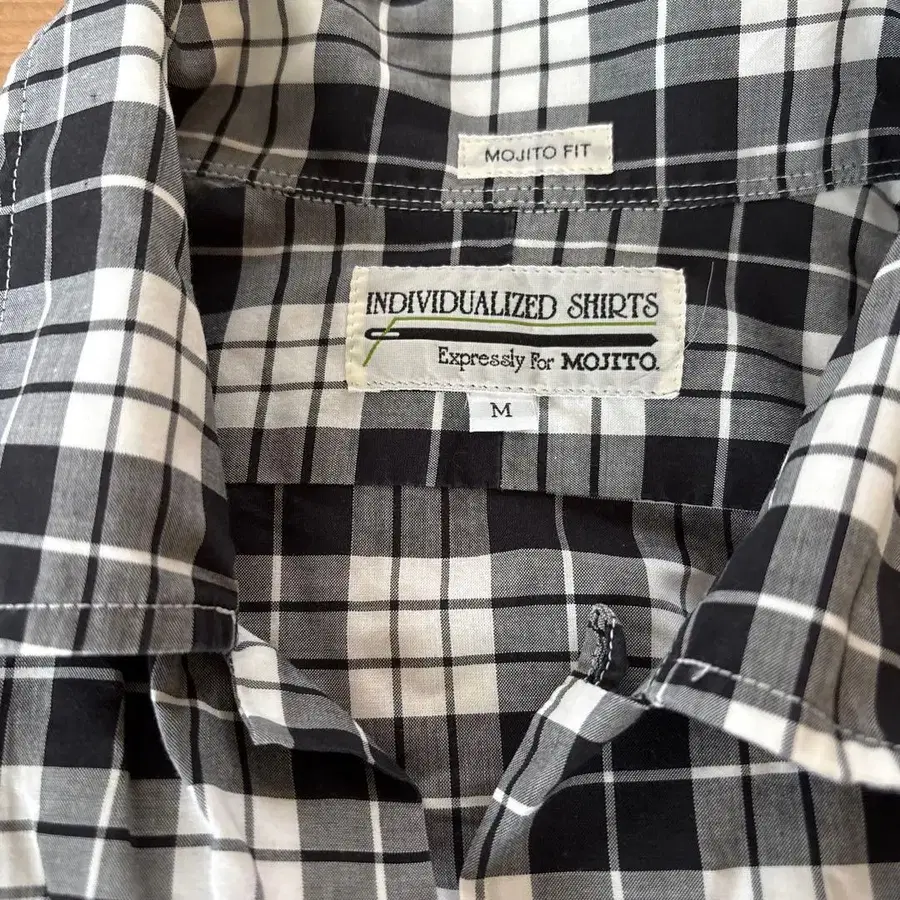 MOJITO FIT
INDIVIDUALIZED SHIRTS
Expressly For MOJITO.
M